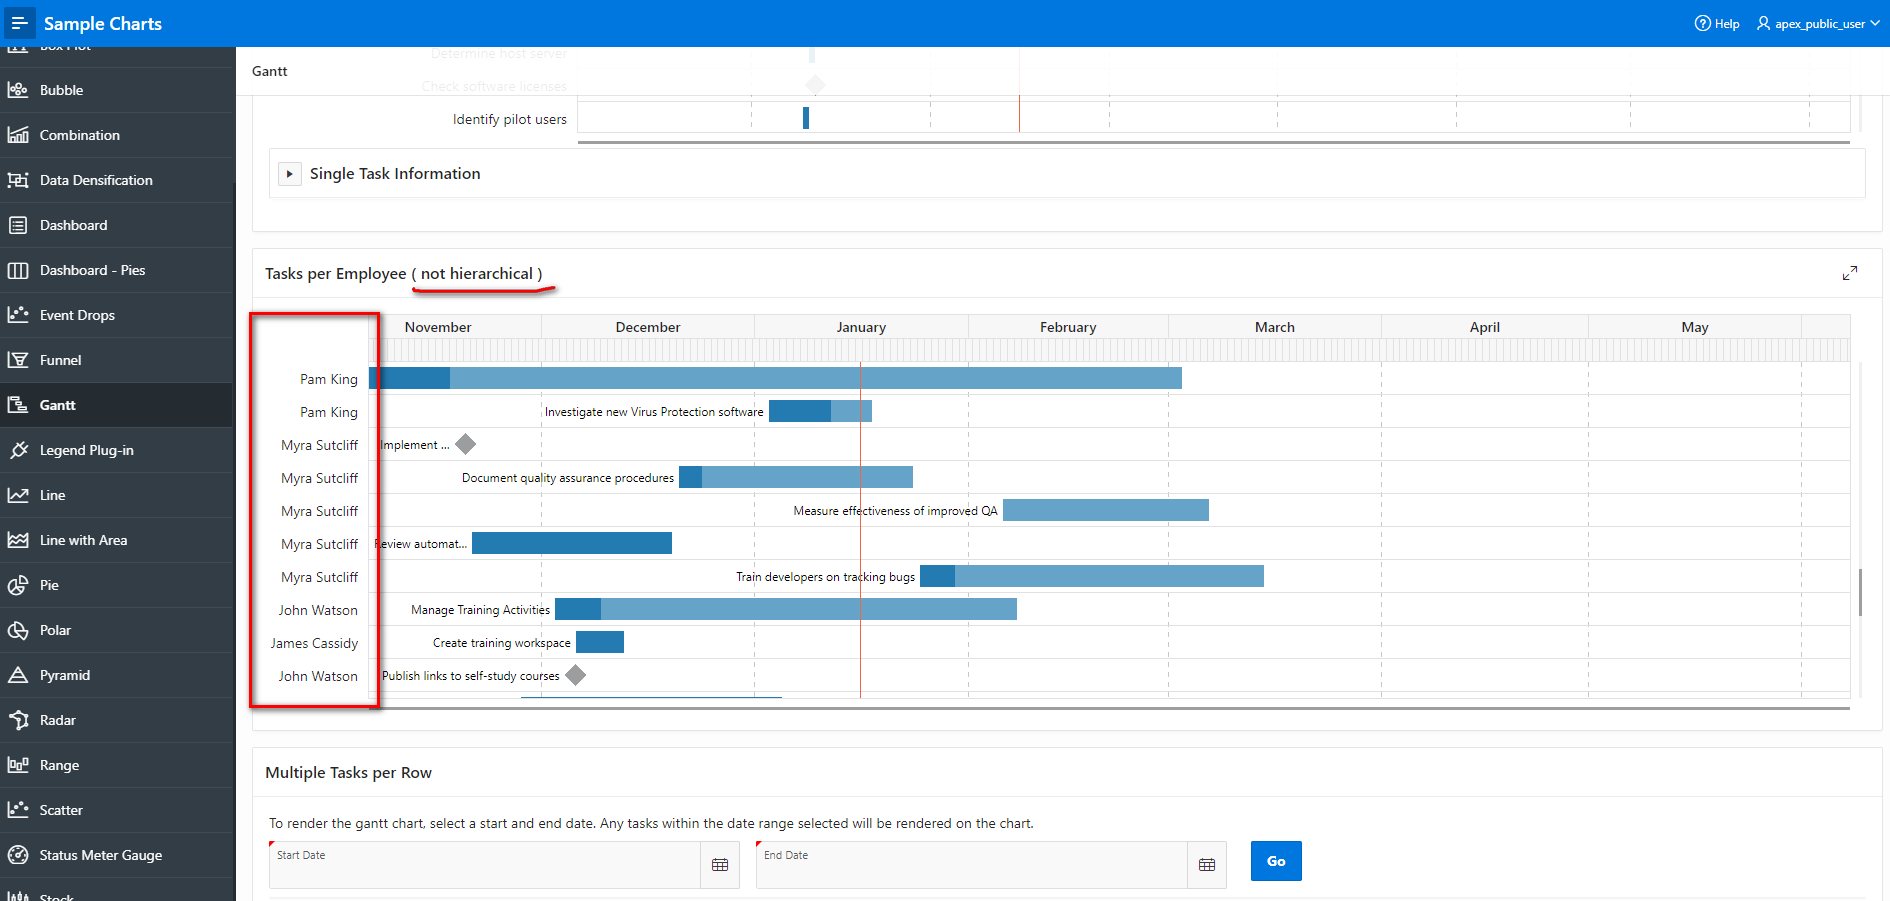 Sample Charts
Help
apex_public_user
Box Plot
Bubble
Combination
Data Densification
Dashboard
Dashboard - Pies
Event Drops
Funnel
Gantt
Legend Plug-in
Line
Line with Area
Pie
Polar
Pyramid
Radar
Range
Scatter
Status Meter Gauge
Stock
Gantt
Determine host server
Check software licenses
Identify pilot users
Single Task Information
Tasks per Employee ( not hierarchical )
November December January February March April May
Pam King
Pam King Investigate new Virus Protection software
Myra Sutcliff Implement ...
Myra Sutcliff Document quality assurance procedures
Myra Sutcliff Measure effectiveness of improved QA
Myra Sutcliff Review automat...
Myra Sutcliff Train developers on tracking bugs
John Watson Manage Training Activities
James Cassidy Create training workspace
John Watson Publish links to self-study courses
Multiple Tasks per Row
To render the gantt chart, select a start and end date. Any tasks within the date range selected will be rendered on the chart.
Start Date
End Date
Go